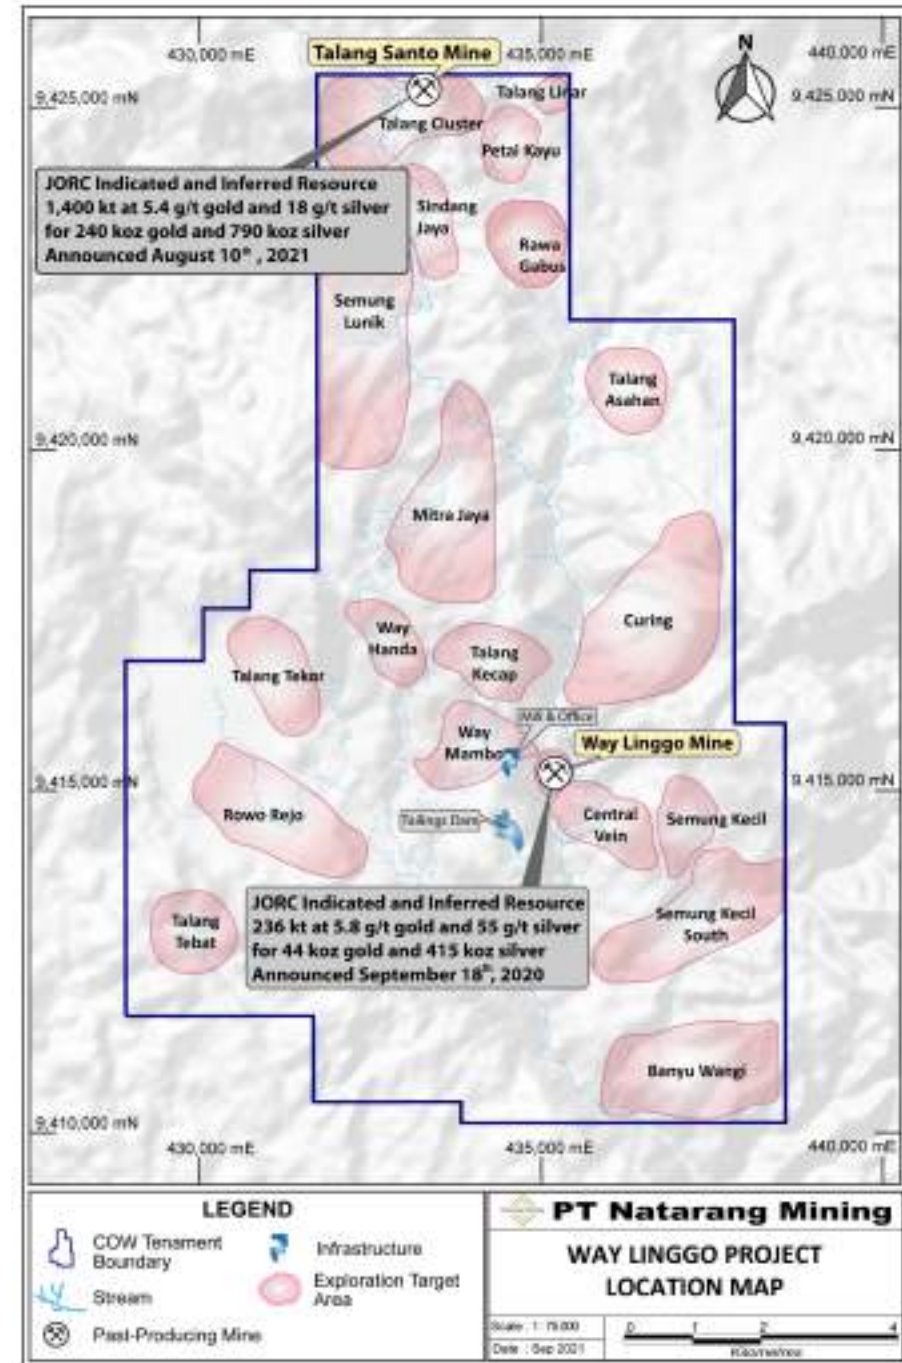 430,000 mE
Talang Santo Mine
435,000 mE
440,000 mE
N
9,425,000 mN
9,425,000 mN
Talang Linar
Talang Cluster
Petai Kayu
JORC Indicated and Inferred Resource
1,400 kt at 5.4 g/t gold and 18 g/t silver
for 240 koz gold and 790 koz silver
Announced August 10th , 2021
Sindang
Jaya
Rawa
Gabus
Semung
Lunik
Talang
Asahan
9,420,000 mN
9,420,000 mN
Mitra Jaya
Curing
Way
Handa
Talang
Kecap
Talang Tekor
Mill & Office
Way
Mambo
Way Linggo Mine
9,415,000 mN
9,415,000 mN
Rowo Rejo
Tailings Dam
Central
Vein
Semung Kecil
JORC Indicated and Inferred Resource
236 kt at 5.8 g/t gold and 55 g/t silver
for 44 koz gold and 415 koz silver
Announced September 18th, 2020
Talang
Tebat
Semung Kecil
South
Banyu Wangi
9,410,000 mN
9,410,000 mN
430,000 mE
435,000 mE
440,000 mE
LEGEND
COW Tenament
Boundary
Infrastructure
Stream
Exploration Target
Area
Past-Producing Mine
PT Natarang Mining
WAY LINGGO PROJECT
LOCATION MAP
Scale : 1: 75.000
Date : Sep 2021
0 1 2 4
Kilometres